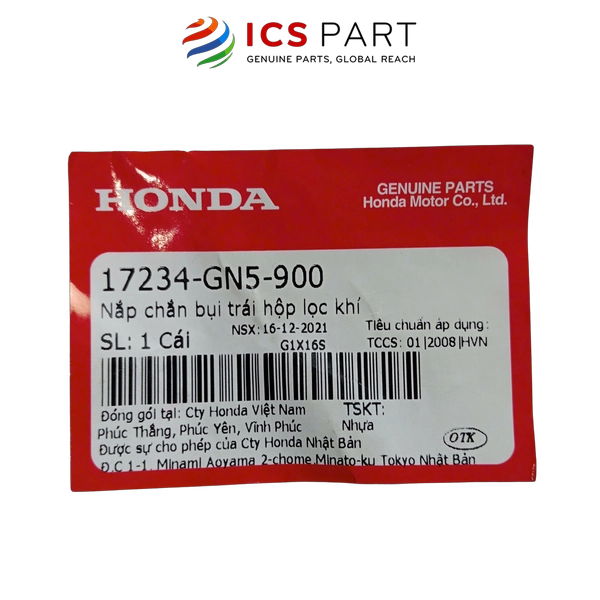 ICS PART
GENUINE PARTS, GLOBAL REACH
HONDA
GENUINE PARTS
Honda Motor Co., Ltd.
17234-GN5-900
Nắp chắn bụi trái hộp lọc khí
NSX: 16-12-2021
Tiêu chuẩn áp dụng:
SL: 1 Cái
G1X16S
TCCS: 01|2008|HVN
Đóng gói tại: Cty Honda Việt Nam
TSKT:
Phúc Thắng, Phúc Yên, Vĩnh Phúc
Nhựa
Được sự cho phép của Cty Honda Nhật Bản
OTK
Đ.C 1-1, Minami Aoyama 2-chome,Minato-ku Tokyo Nhật Bản